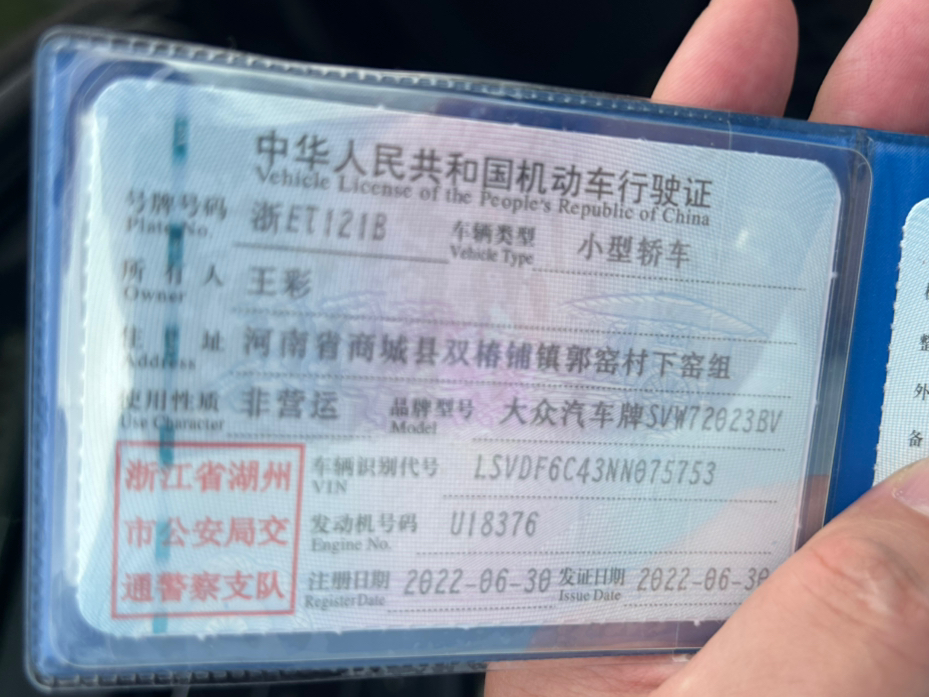 中华人民共和国机动车行驶证
Vehicle License of the People's Republic of China
号牌号码 浙ET121B 车辆类型 小型轿车
Plate No. Vehicle Type
所有人 王彩
Owner
住址 河南省商城县双椿铺镇郭窑村下窑组
Address
使用性质 非营运 品牌型号 大众汽车牌SVW72023BV
Use Character Model
浙江省湖州
市公安局交
通警察支队
车辆识别代号 LSVDF6C43NN075753
VIN
发动机号码 U18376
Engine No.
注册日期 2022-06-30 发证日期 2022-06-30
Register Date Issue Date
整
外
备